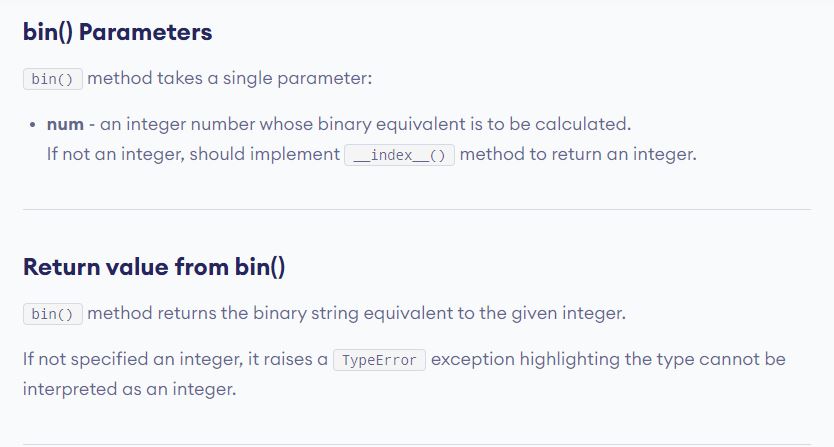 bin() Parameters
bin() method takes a single parameter:
• num - an integer number whose binary equivalent is to be calculated.
If not an integer, should implement __index__() method to return an integer.
Return value from bin()
bin() method returns the binary string equivalent to the given integer.
If not specified an integer, it raises a TypeError exception highlighting the type cannot be
interpreted as an integer.